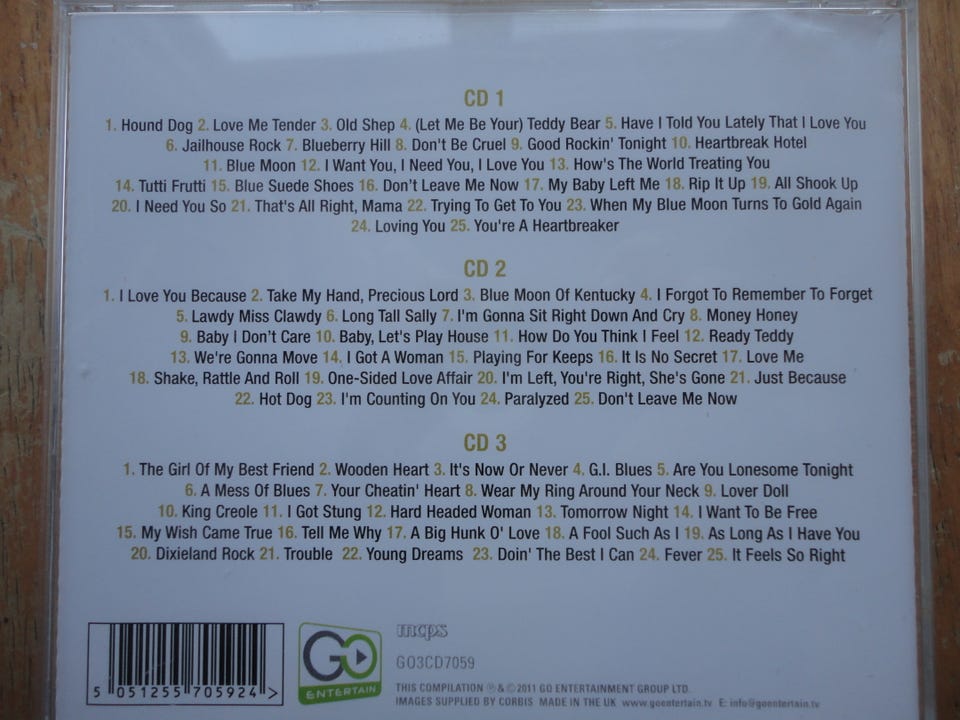 CD 1
1. Hound Dog 2. Love Me Tender 3. Old Shep 4. (Let Me Be Your) Teddy Bear 5. Have I Told You Lately That I Love You
6. Jailhouse Rock 7. Blueberry Hill 8. Don't Be Cruel 9. Good Rockin' Tonight 10. Heartbreak Hotel
11. Blue Moon 12. I Want You, I Need You, I Love You 13. How's The World Treating You
14. Tutti Frutti 15. Blue Suede Shoes 16. Don't Leave Me Now 17. My Baby Left Me 18. Rip It Up 19. All Shook Up
20. I Need You So 21. That's All Right, Mama 22. Trying To Get To You 23. When My Blue Moon Turns To Gold Again
24. Loving You 25. You're A Heartbreaker
CD 2
1. I Love You Because 2. Take My Hand, Precious Lord 3. Blue Moon Of Kentucky 4. I Forgot To Remember To Forget
5. Lawdy Miss Clawdy 6. Long Tall Sally 7. I'm Gonna Sit Right Down And Cry 8. Money Honey
9. Baby I Don't Care 10. Baby, Let's Play House 11. How Do You Think I Feel 12. Ready Teddy
13. We're Gonna Move 14. I Got A Woman 15. Playing For Keeps 16. It Is No Secret 17. Love Me
18. Shake, Rattle And Roll 19. One-Sided Love Affair 20. I'm Left, You're Right, She's Gone 21. Just Because
22. Hot Dog 23. I'm Counting On You 24. Paralyzed 25. Don't Leave Me Now
CD 3
1. The Girl Of My Best Friend 2. Wooden Heart 3. It's Now Or Never 4. G.I. Blues 5. Are You Lonesome Tonight
6. A Mess Of Blues 7. Your Cheatin' Heart 8. Wear My Ring Around Your Neck 9. Lover Doll
10. King Creole 11. I Got Stung 12. Hard Headed Woman 13. Tomorrow Night 14. I Want To Be Free
15. My Wish Came True 16. Tell Me Why 17. A Big Hunk O' Love 18. A Fool Such As I 19. As Long As I Have You
20. Dixieland Rock 21. Trouble 22. Young Dreams 23. Doin' The Best I Can 24. Fever 25. It Feels So Right
5 051255 705924 >
GO
ENTERTAIN
mcps
GO3CD7059
THIS COMPILATION ℗ & © 2011 GO ENTERTAINMENT GROUP LTD.
IMAGES SUPPLIED BY CORBIS MADE IN THE UK www.goentertain.tv E: info@goentertain.tv